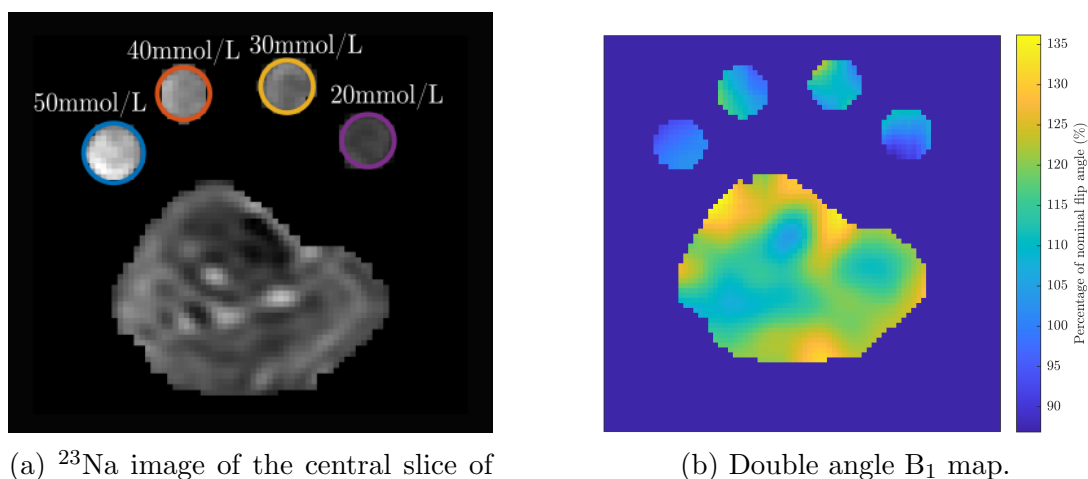 40mmol/L
30mmol/L
50mmol/L
20mmol/L
135
130
125
120
115
110
105
100
95
90
Percentage of nominal flip angle (%)
(a) ²³Na image of the central slice of
(b) Double angle B₁ map.